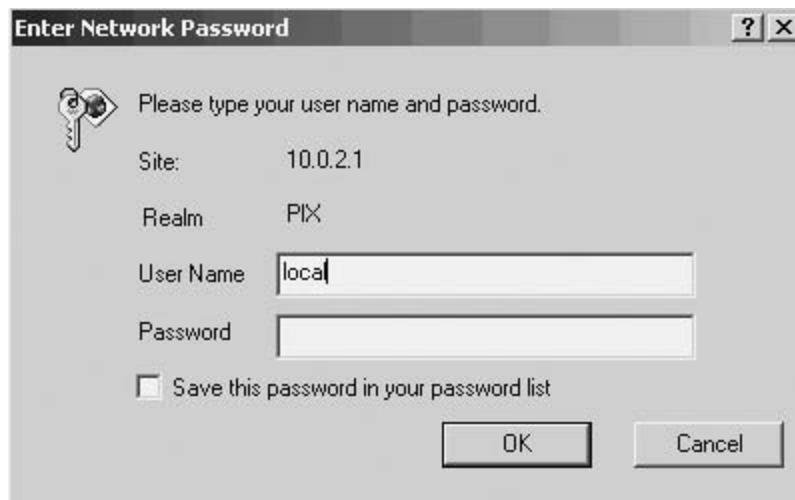 Enter Network Password
Please type your user name and password.
Site: 10.0.2.1
Realm PIX
User Name local
Password
Save this password in your password list
OK Cancel